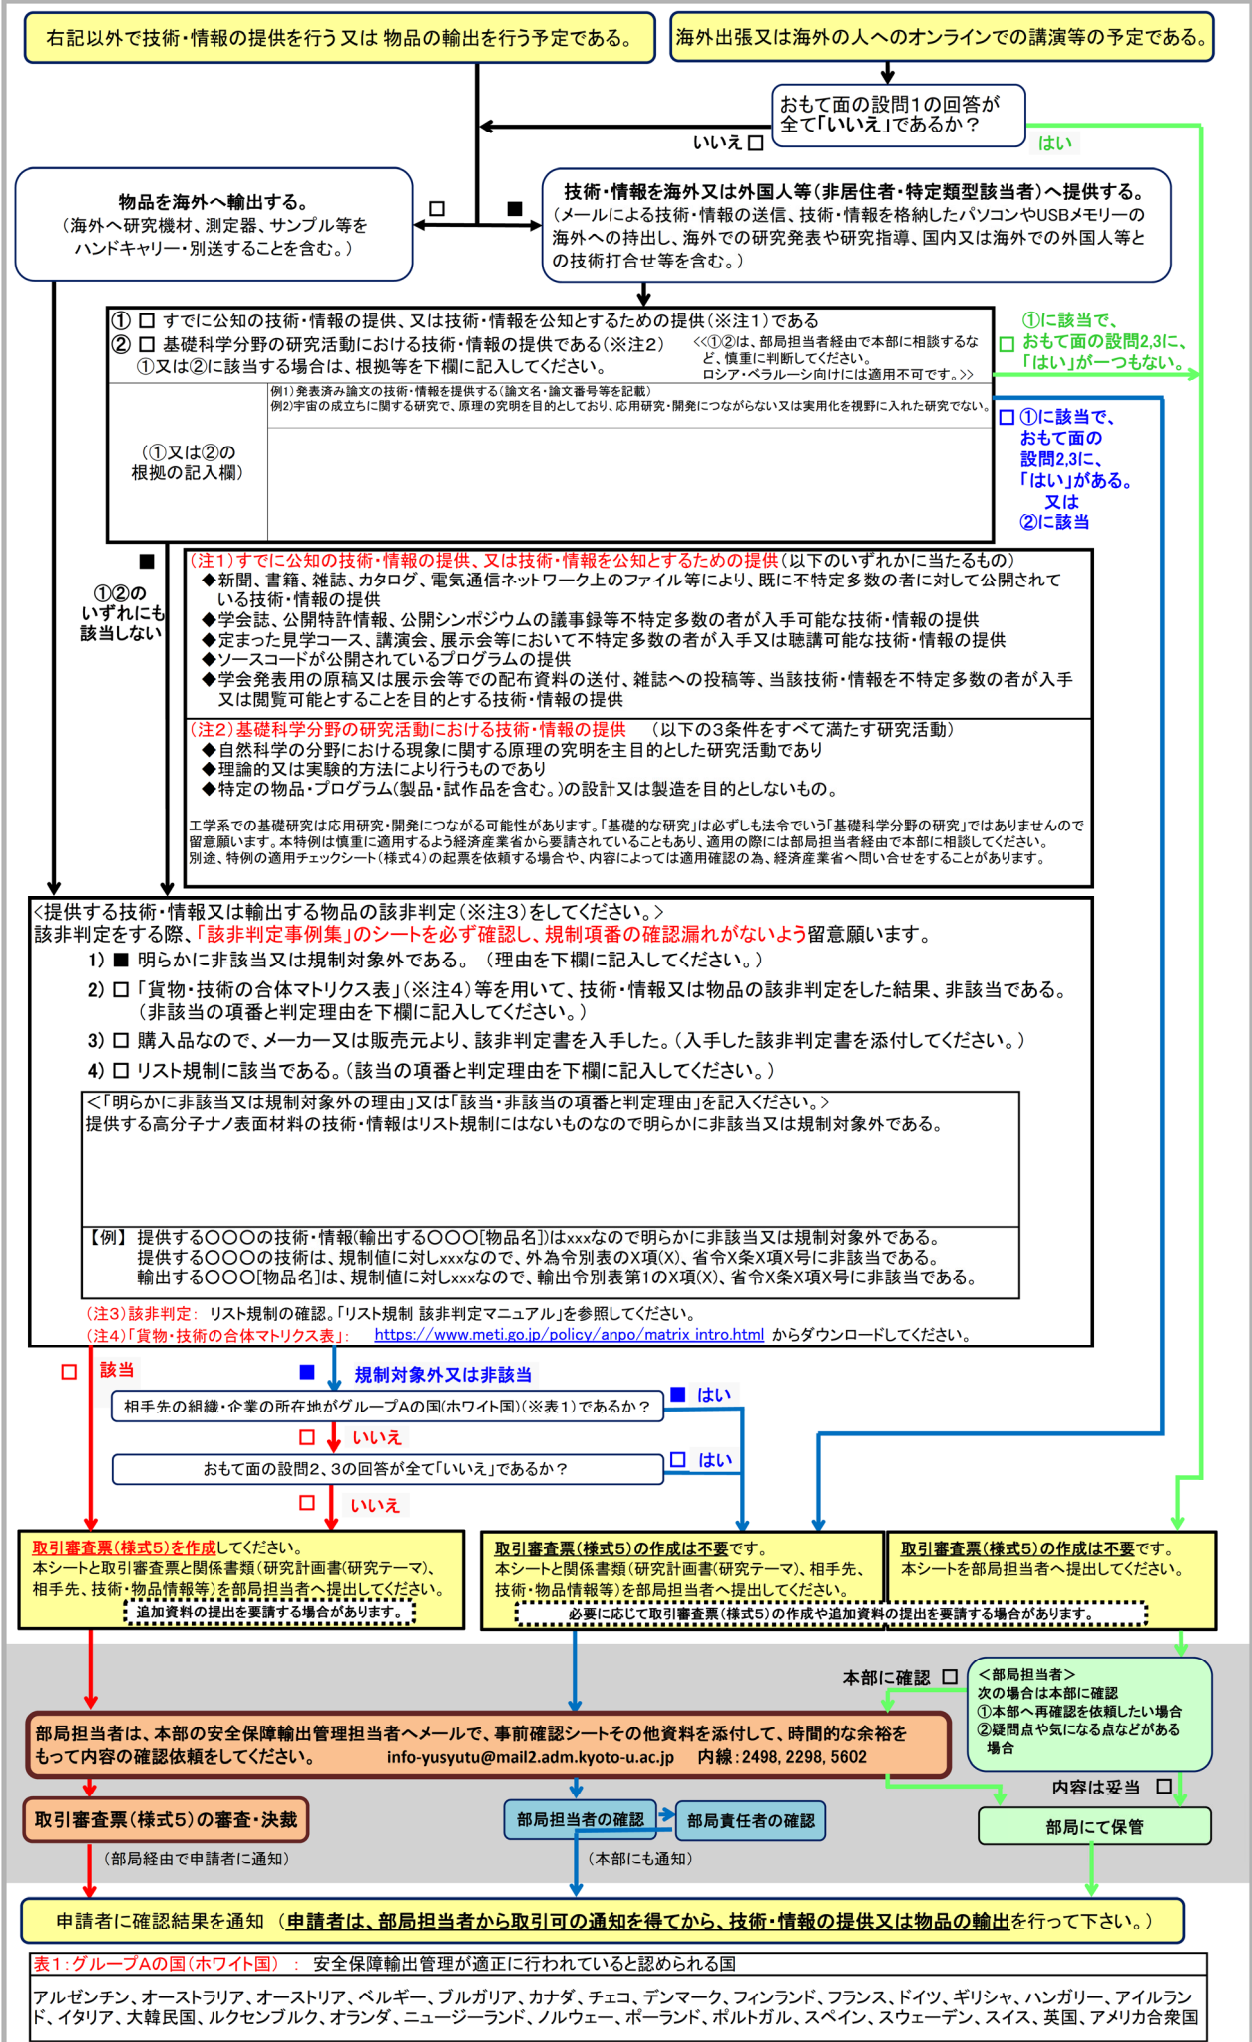 右記以外で技術・情報の提供を行う又は 物品の輸出を行う予定である。
海外出張又は海外の人へのオンラインでの講演等の予定である。
おもて面の設問1の回答が
全て「いいえ」であるか？
いいえ □
はい
物品を海外へ輸出する。
（海外へ研究機材、測定器、サンプル等を
ハンドキャリー・別送することを含む。）
□ ■
技術・情報を海外又は外国人等（非居住者・特定類型該当者）へ提供する。
（メールによる技術・情報の送信、技術・情報を格納したパソコンやUSBメモリーの
海外への持出し、海外での研究発表や研究指導、国内又は海外での外国人等と
の技術打合せ等を含む。）
① □ すでに公知の技術・情報の提供、又は技術・情報を公知とするための提供（※注1）である
② □ 基礎科学分野の研究活動における技術・情報の提供である（※注2）
①又は②に該当する場合は、根拠等を下欄に記入してください。
<<①②は、部局担当者経由で本部に相談するな
ど、慎重に判断してください。
ロシア・ベラルーシ向けには適用不可です。>>
①に該当で、
□ おもて面の設問2,3に、
「はい」が一つもない。
例1）発表済み論文の技術・情報を提供する（論文名・論文番号等を記載）
例2)宇宙の成立ちに関する研究で、原理の究明を目的としており、応用研究・開発につながらない又は実用化を視野に入れた研究でない。
（①又は②の
根拠の記入欄）
□ ①に該当で、
おもて面の
設問2,3に、
「はい」がある。
又は
②に該当
■
①②の
いずれにも
該当しない
（注1）すでに公知の技術・情報の提供、又は技術・情報を公知とするための提供（以下のいずれかに当たるもの）
◆新聞、書籍、雑誌、カタログ、電気通信ネットワーク上のファイル等により、既に不特定多数の者に対して公開されて
いる技術・情報の提供
◆学会誌、公開特許情報、公開シンポジウムの議事録等不特定多数の者が入手可能な技術・情報の提供
◆定まった見学コース、講演会、展示会等において不特定多数の者が入手又は聴講可能な技術・情報の提供
◆ソースコードが公開されているプログラムの提供
◆学会発表用の原稿又は展示会等での配布資料の送付、雑誌への投稿等、当該技術・情報を不特定多数の者が入手
又は閲覧可能とすることを目的とする技術・情報の提供
（注2）基礎科学分野の研究活動における技術・情報の提供 （以下の3条件をすべて満たす研究活動）
◆自然科学の分野における現象に関する原理の究明を主目的とした研究活動であり
◆理論的又は実験的方法により行うものであり
◆特定の物品・プログラム(製品・試作品を含む。)の設計又は製造を目的としないもの。
工学系での基礎研究は応用研究・開発につながる可能性があります。「基礎的な研究」は必ずしも法令でいう「基礎科学分野の研究」ではありませんので
留意願います。本特例は慎重に適用するよう経済産業省から要請されていることもあり、適用の際には部局担当者経由で本部に相談してください。
別途、特例の適用チェックシート（様式4）の起票を依頼する場合や、内容によっては適用確認の為、経済産業省へ問い合せをすることがあります。
＜提供する技術・情報又は輸出する物品の該非判定（※注3）をしてください。＞
該非判定をする際、「該非判定事例集」のシートを必ず確認し、規制項番の確認漏れがないよう留意願います。
1) ■ 明らかに非該当又は規制対象外である。 （理由を下欄に記入してください。）
2) □ 「貨物・技術の合体マトリクス表」（※注4）等を用いて、技術・情報又は物品の該非判定をした結果、非該当である。
（非該当の項番と判定理由を下欄に記入してください。）
3) □ 購入品なので、メーカー又は販売元より、該非判定書を入手した。（入手した該非判定書を添付してください。）
4) □ リスト規制に該当である。（該当の項番と判定理由を下欄に記入してください。）
＜「明らかに非該当又は規制対象外の理由」又は「該当・非該当の項番と判定理由」を記入ください。＞
提供する高分子ナノ表面材料の技術・情報はリスト規制にはないものなので明らかに非該当又は規制対象外である。
【例】 提供する○○○の技術・情報(輸出する○○○[物品名])はxxxなので明らかに非該当又は規制対象外である。
提供する○○○の技術は、規制値に対しxxxなので、外為令別表のX項(X)、省令X条X項X号に非該当である。
輸出する○○○[物品名]は、規制値に対しxxxなので、輸出令別表第1のX項(X)、省令X条X項X号に非該当である。
（注3）該非判定： リスト規制の確認。「リスト規制 該非判定マニュアル」を参照してください。
（注4）「貨物・技術の合体マトリクス表」： https://www.meti.go.jp/policy/anpo/matrix_intro.html からダウンロードしてください。
□ 該当
■ 規制対象外又は非該当
相手先の組織・企業の所在地がグループAの国(ホワイト国)（※表1）であるか？
■ はい
□ いいえ
おもて面の設問2、3の回答が全て「いいえ」であるか？
□ はい
□ いいえ
取引審査票（様式5）を作成してください。
本シートと取引審査票と関係書類（研究計画書(研究テーマ）、
相手先、技術・物品情報等）を部局担当者へ提出してください。
追加資料の提出を要請する場合があります。
取引審査票（様式5）の作成は不要です。
本シートと関係書類（研究計画書(研究テーマ）、相手先、
技術・物品情報等）を部局担当者へ提出してください。
取引審査票（様式5）の作成は不要です。
本シートを部局担当者へ提出してください。
必要に応じて取引審査票（様式5）の作成や追加資料の提出を要請する場合があります。
本部に確認 □
＜部局担当者＞
次の場合は本部に確認
①本部へ再確認を依頼したい場合
②疑問点や気になる点などがある
場合
部局担当者は、本部の安全保障輸出管理担当者へメールで、事前確認シートその他資料を添付して、時間的な余裕を
もって内容の確認依頼をしてください。 info-yusyutu@mail2.adm.kyoto-u.ac.jp 内線：2498, 2298, 5602
内容は妥当 □
取引審査票（様式5）の審査・決裁
部局担当者の確認
部局責任者の確認
部局にて保管
（部局経由で申請者に通知）
（本部にも通知）
申請者に確認結果を通知 （申請者は、部局担当者から取引可の通知を得てから、技術・情報の提供又は物品の輸出を行って下さい。）
表1：グループAの国（ホワイト国） ： 安全保障輸出管理が適正に行われていると認められる国
アルゼンチン、オーストラリア、オーストリア、ベルギー、ブルガリア、カナダ、チェコ、デンマーク、フィンランド、フランス、ドイツ、ギリシャ、ハンガリー、アイルラン
ド、イタリア、大韓民国、ルクセンブルク、オランダ、ニュージーランド、ノルウェー、ポーランド、ポルトガル、スペイン、スウェーデン、スイス、英国、アメリカ合衆国